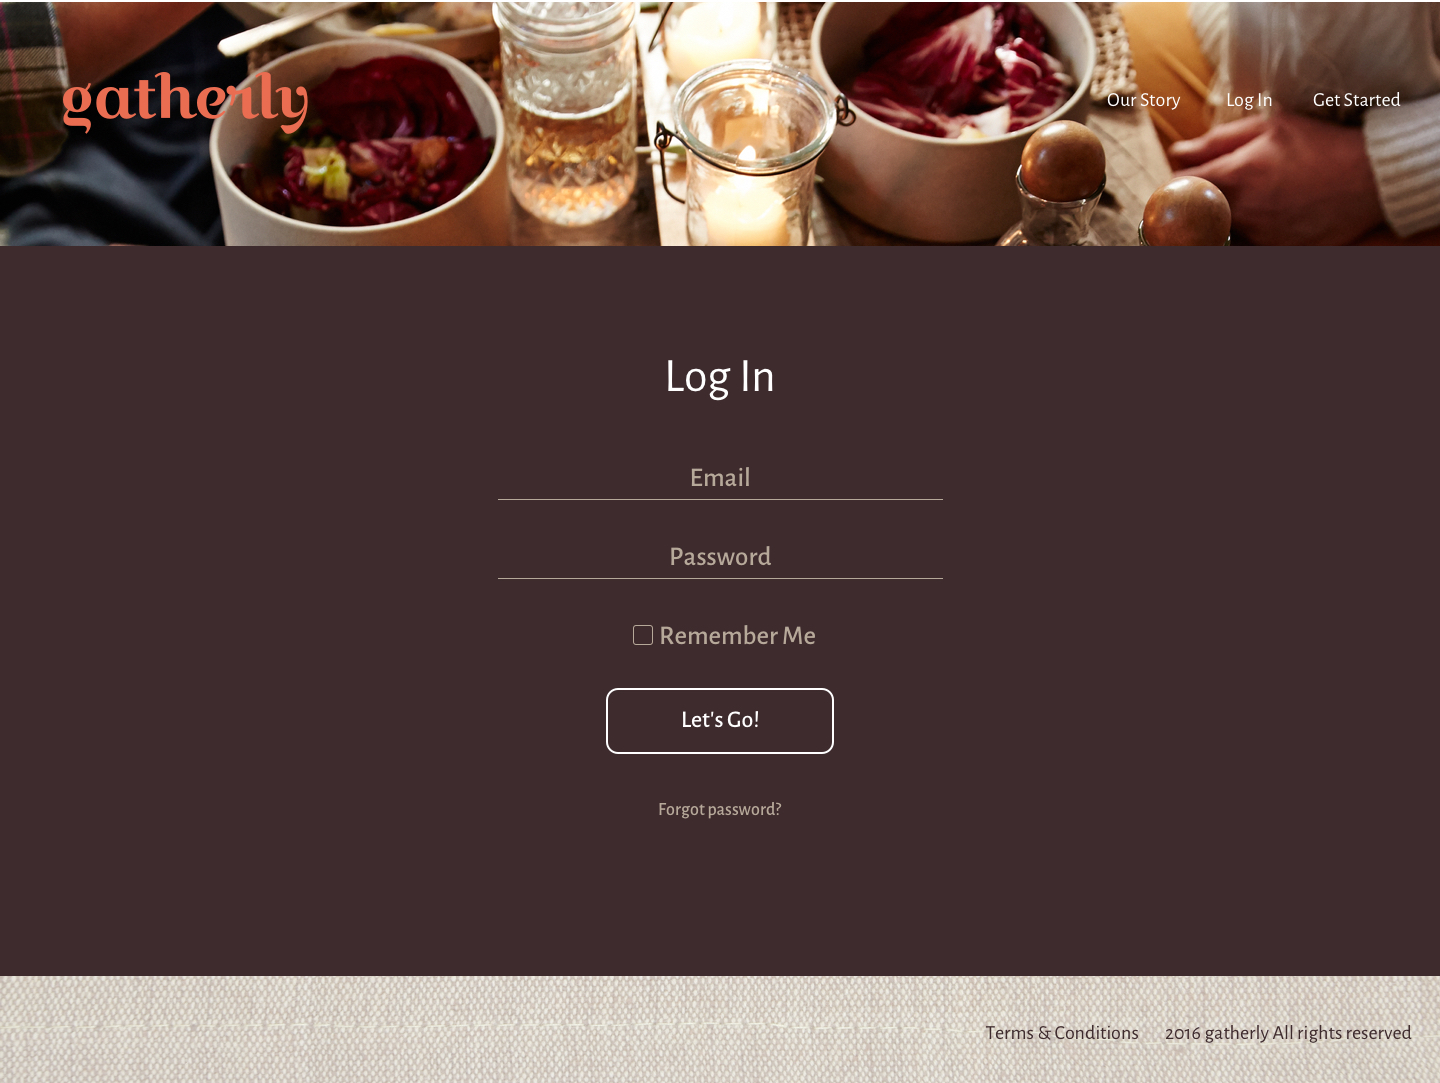 gatherly
Our Story Log In Get Started
Log In
Email
Password
Remember Me
Let's Go!
Forgot password?
Terms & Conditions 2016 gatherly All rights reserved